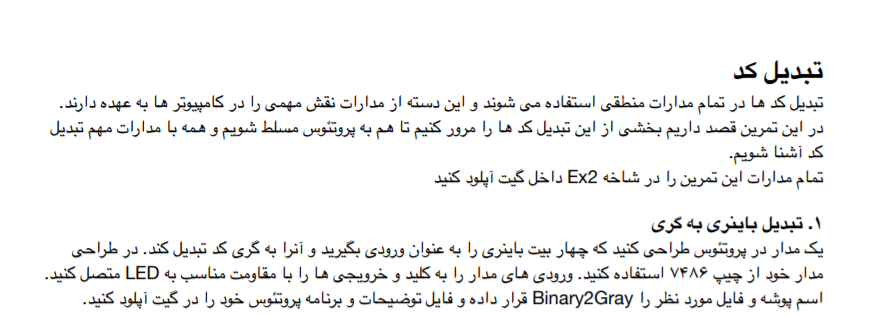 تبدیل کد
تبدیل کد ها در تمام مدارات منطقی استفاده می شوند و این دسته از مدارات نقش مهمی را در کامپیوتر ها به عهده دارند.
در این تمرین قصد داریم بخشی از این تبدیل کد ها را مرور کنیم تا هم به پروتئوس مسلط شویم و همه با مدارات مهم تبدیل
کد آشنا شویم.
تمام مدارات این تمرین را در شاخه Ex2 داخل گیت آپلود کنید
۱. تبدیل باینری به گری
یک مدار در پروتئوس طراحی کنید که چهار بیت باینری را به عنوان ورودی بگیرید و آنرا به گری کد تبدیل کند. در طراحی
مدار خود از چیپ ۷۴۸۶ استفاده کنید. ورودی های مدار را به کلید و خرویجی ها را با مقاومت مناسب به LED متصل کنید.
اسم پوشه و فایل مورد نظر را Binary2Gray قرار داده و فایل توضیحات و برنامه پروتئوس خود را در گیت آپلود کنید.